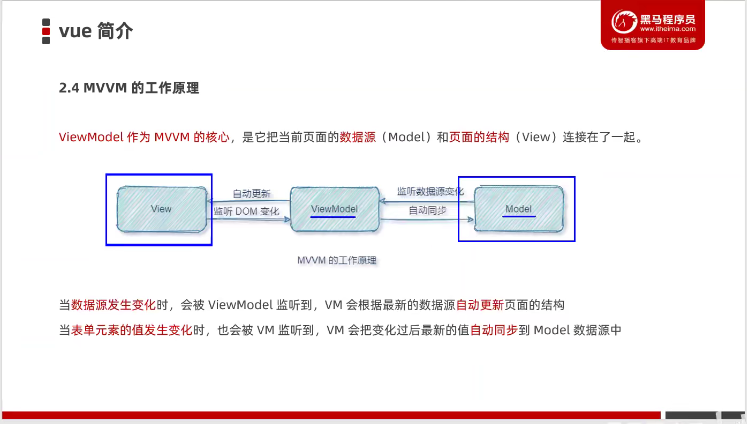 vue 简介
黑马程序员
www.itheima.com
传智播客旗下高端IT教育品牌
2.4 MVVM 的工作原理
ViewModel 作为 MVVM 的核心，是它把当前页面的数据源（Model）和页面的结构（View）连接在了一起。
自动更新
监听数据源变化
View
监听 DOM 变化
ViewModel
自动同步
Model
MVVM 的工作原理
当数据源发生变化时，会被 ViewModel 监听到，VM 会根据最新的数据源自动更新页面的结构
当表单元素的值发生变化时，也会被 VM 监听到，VM 会把变化过后最新的值自动同步到 Model 数据源中